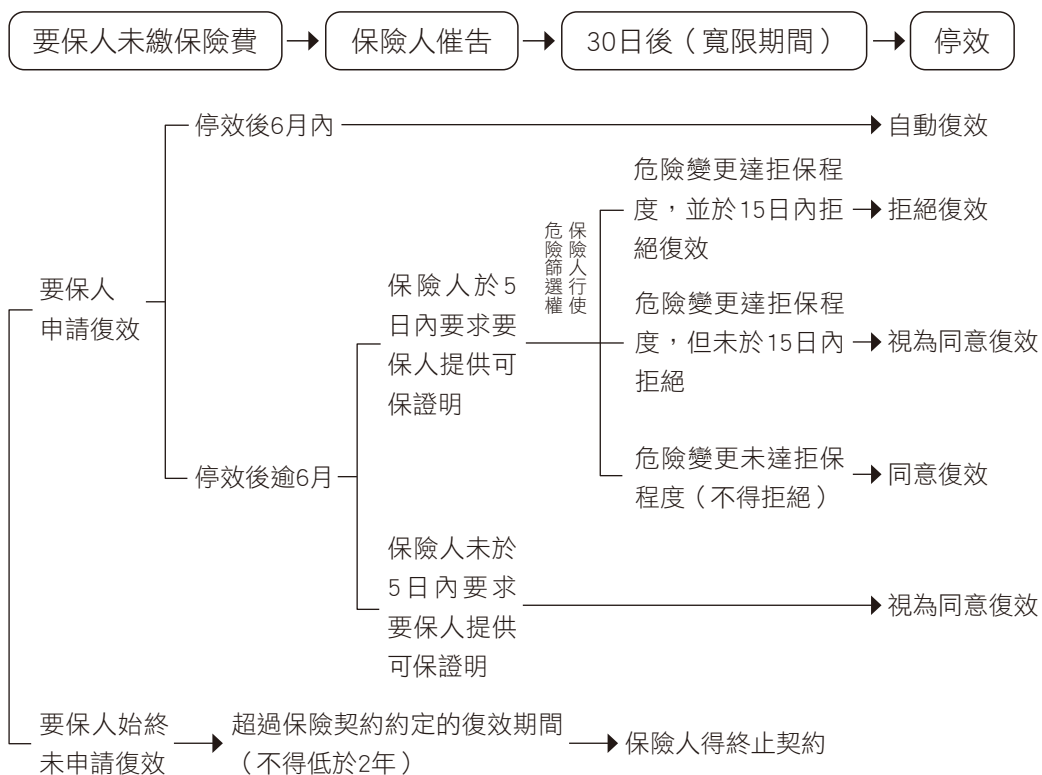 要保人未繳保險費
保險人催告
30日後（寬限期間）
停效
停效後6月內
自動復效
危險變更達拒保程
度，並於15日內拒
絕復效
拒絕復效
保險人行使
危險篩選權
要保人
申請復效
保險人於5
日內要求要
保人提供可
保證明
危險變更達拒保程
度，但未於15日內
拒絕
視為同意復效
停效後逾6月
危險變更未達拒保
程度（不得拒絕）
同意復效
保險人未於
5日內要求
要保人提供
可保證明
視為同意復效
要保人始終
未申請復效
超過保險契約約定的復效期間
（不得低於2年）
保險人得終止契約